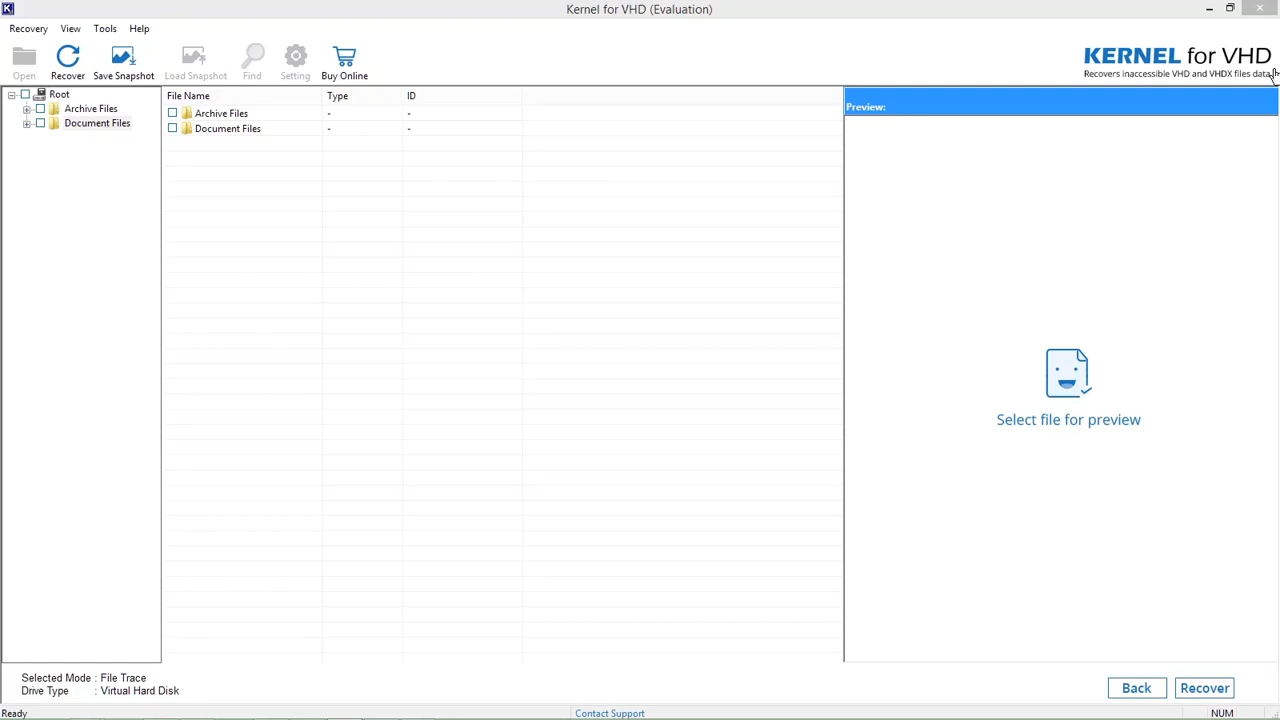 Kernel for VHD (Evaluation)
Recovery View Tools Help
Open Recover Save Snapshot Load Snapshot Find Setting Buy Online
KERNEL for VHD
Recovers inaccessible VHD and VHDX files data
Root
Archive Files
Document Files
File Name Type ID
Archive Files - -
Document Files - -
Preview:
Select file for preview
Selected Mode : File Trace
Drive Type : Virtual Hard Disk
Back Recover
Ready Contact Support NUM